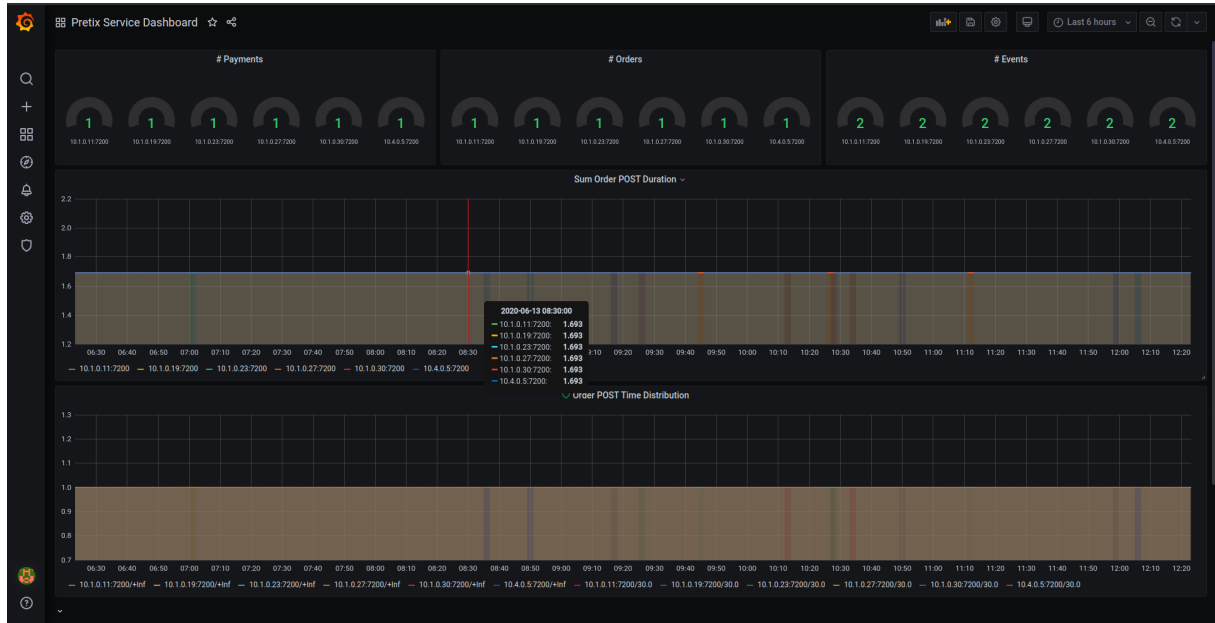 Pretix Service Dashboard
Last 6 hours
# Payments
1 1 1 1 1 1
10.1.0.11:7200 10.1.0.19:7200 10.1.0.23:7200 10.1.0.27:7200 10.1.0.30:7200 10.4.0.5:7200
# Orders
1 1 1 1 1 1
10.1.0.11:7200 10.1.0.19:7200 10.1.0.23:7200 10.1.0.27:7200 10.1.0.30:7200 10.4.0.5:7200
# Events
2 2 2 2 2 2
10.1.0.11:7200 10.1.0.19:7200 10.1.0.23:7200 10.1.0.27:7200 10.1.0.30:7200 10.4.0.5:7200
Sum Order POST Duration
2.2
2.0
1.8
1.6
1.4
1.2
2020-06-13 08:30:00
10.1.0.11:7200: 1.693
10.1.0.19:7200: 1.693
10.1.0.23:7200: 1.693
10.1.0.27:7200: 1.693
10.1.0.30:7200: 1.693
10.4.0.5:7200: 1.693
06:30 06:40 06:50 07:00 07:10 07:20 07:30 07:40 07:50 08:00 08:10 08:20 08:30 9:10 09:20 09:30 09:40 09:50 10:00 10:10 10:20 10:30 10:40 10:50 11:00 11:10 11:20 11:30 11:40 11:50 12:00 12:10 12:20
10.1.0.11:7200 10.1.0.19:7200 10.1.0.23:7200 10.1.0.27:7200 10.1.0.30:7200 10.4.0.5:7200
Order POST Time Distribution
1.3
1.2
1.1
1.0
0.9
0.8
0.7
06:30 06:40 06:50 07:00 07:10 07:20 07:30 07:40 07:50 08:00 08:10 08:20 08:30 08:40 08:50 09:00 09:10 09:20 09:30 09:40 09:50 10:00 10:10 10:20 10:30 10:40 10:50 11:00 11:10 11:20 11:30 11:40 11:50 12:00 12:10 12:20
10.1.0.11:7200/+Inf 10.1.0.19:7200/+Inf 10.1.0.23:7200/+Inf 10.1.0.27:7200/+Inf 10.1.0.30:7200/+Inf 10.4.0.5:7200/+Inf 10.1.0.11:7200/30.0 10.1.0.19:7200/30.0 10.1.0.23:7200/30.0 10.1.0.27:7200/30.0 10.1.0.30:7200/30.0 10.4.0.5:7200/30.0